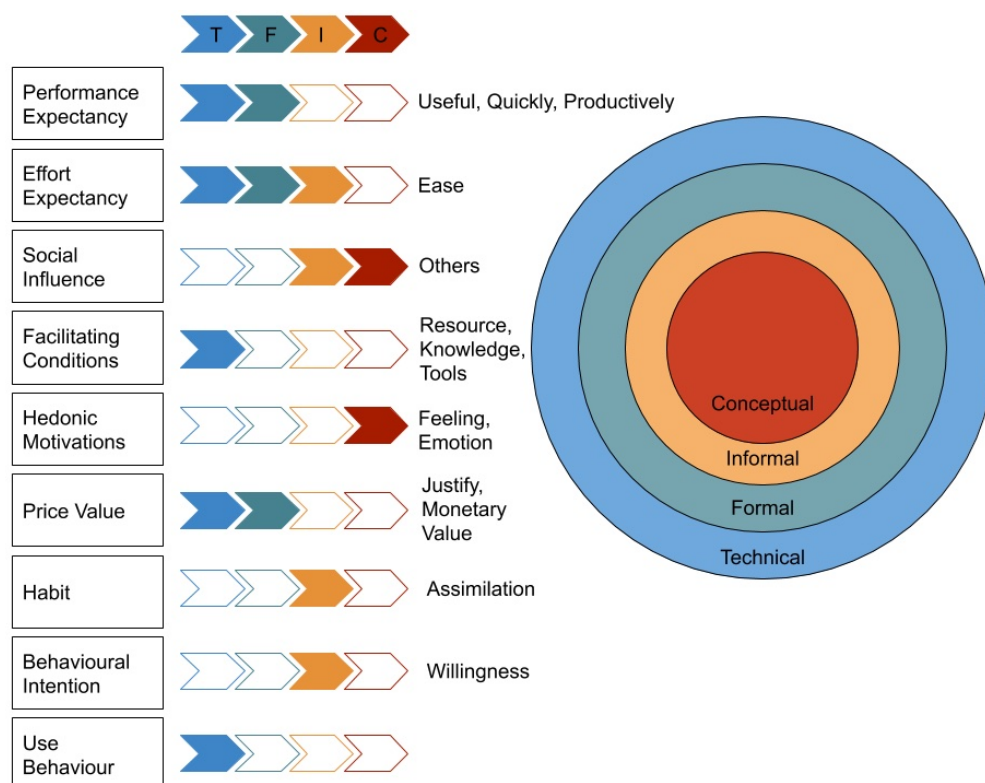 T F I C
Performance
Expectancy
Useful, Quickly, Productively
Effort
Expectancy
Ease
Social
Influence
Others
Facilitating
Conditions
Resource,
Knowledge,
Tools
Hedonic
Motivations
Feeling,
Emotion
Price Value
Justify,
Monetary
Value
Habit
Assimilation
Behavioural
Intention
Willingness
Use
Behaviour
Conceptual
Informal
Formal
Technical